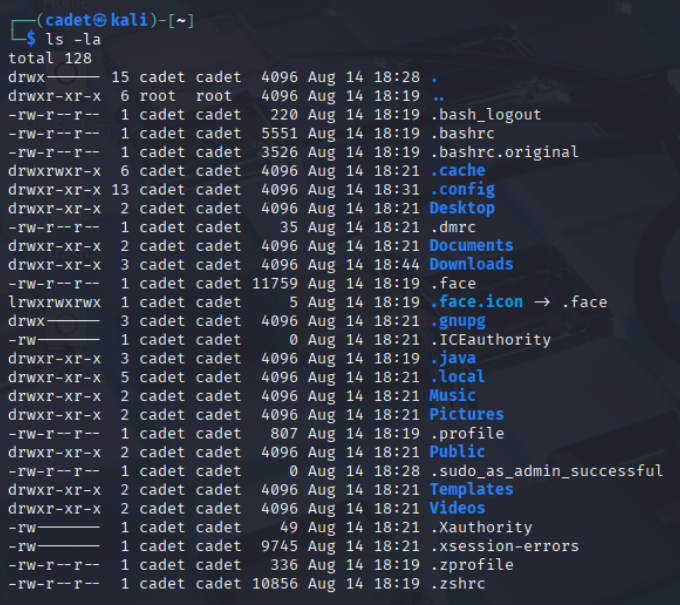 ┌──(cadet㉿kali)-[~]
└─$ ls -la
total 128
drwx------ 15 cadet cadet  4096 Aug 14 18:28 .
drwxr-xr-x  6 root  root   4096 Aug 14 18:19 ..
-rw-r--r--  1 cadet cadet   220 Aug 14 18:19 .bash_logout
-rw-r--r--  1 cadet cadet  5551 Aug 14 18:19 .bashrc
-rw-r--r--  1 cadet cadet  3526 Aug 14 18:19 .bashrc.original
drwxrwxr-x  6 cadet cadet  4096 Aug 14 18:21 .cache
drwxr-xr-x 13 cadet cadet  4096 Aug 14 18:31 .config
drwxr-xr-x  2 cadet cadet  4096 Aug 14 18:21 Desktop
-rw-r--r--  1 cadet cadet    35 Aug 14 18:21 .dmrc
drwxr-xr-x  2 cadet cadet  4096 Aug 14 18:21 Documents
drwxr-xr-x  3 cadet cadet  4096 Aug 14 18:44 Downloads
-rw-r--r--  1 cadet cadet 11759 Aug 14 18:19 .face
lrwxrwxrwx  1 cadet cadet     5 Aug 14 18:19 .face.icon -> .face
drwx------  3 cadet cadet  4096 Aug 14 18:21 .gnupg
-rw-------  1 cadet cadet     0 Aug 14 18:21 .ICEauthority
drwxr-xr-x  3 cadet cadet  4096 Aug 14 18:19 .java
drwxr-xr-x  5 cadet cadet  4096 Aug 14 18:21 .local
drwxr-xr-x  2 cadet cadet  4096 Aug 14 18:21 Music
drwxr-xr-x  2 cadet cadet  4096 Aug 14 18:21 Pictures
-rw-r--r--  1 cadet cadet   807 Aug 14 18:19 .profile
drwxr-xr-x  2 cadet cadet  4096 Aug 14 18:21 Public
-rw-r--r--  1 cadet cadet     0 Aug 14 18:28 .sudo_as_admin_successful
drwxr-xr-x  2 cadet cadet  4096 Aug 14 18:21 Templates
drwxr-xr-x  2 cadet cadet  4096 Aug 14 18:21 Videos
-rw-------  1 cadet cadet    49 Aug 14 18:21 .Xauthority
-rw-------  1 cadet cadet  9745 Aug 14 18:21 .xsession-errors
-rw-r--r--  1 cadet cadet   336 Aug 14 18:19 .zprofile
-rw-r--r--  1 cadet cadet 10856 Aug 14 18:19 .zshrc